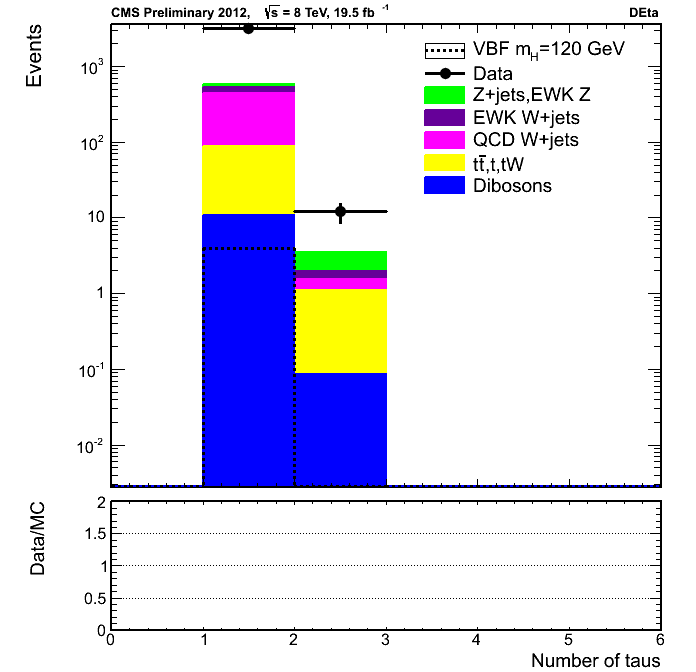 CMS Preliminary 2012, √s = 8 TeV, 19.5 fb⁻¹ DEta
Events
VBF m_H=120 GeV
Data
Z+jets,EWK Z
EWK W+jets
QCD W+jets
tt̅,t,tW
Dibosons
10³
10²
10
1
10⁻¹
10⁻²
Data/MC
2
1.5
1
0.5
0
0 1 2 3 4 5 6
Number of taus